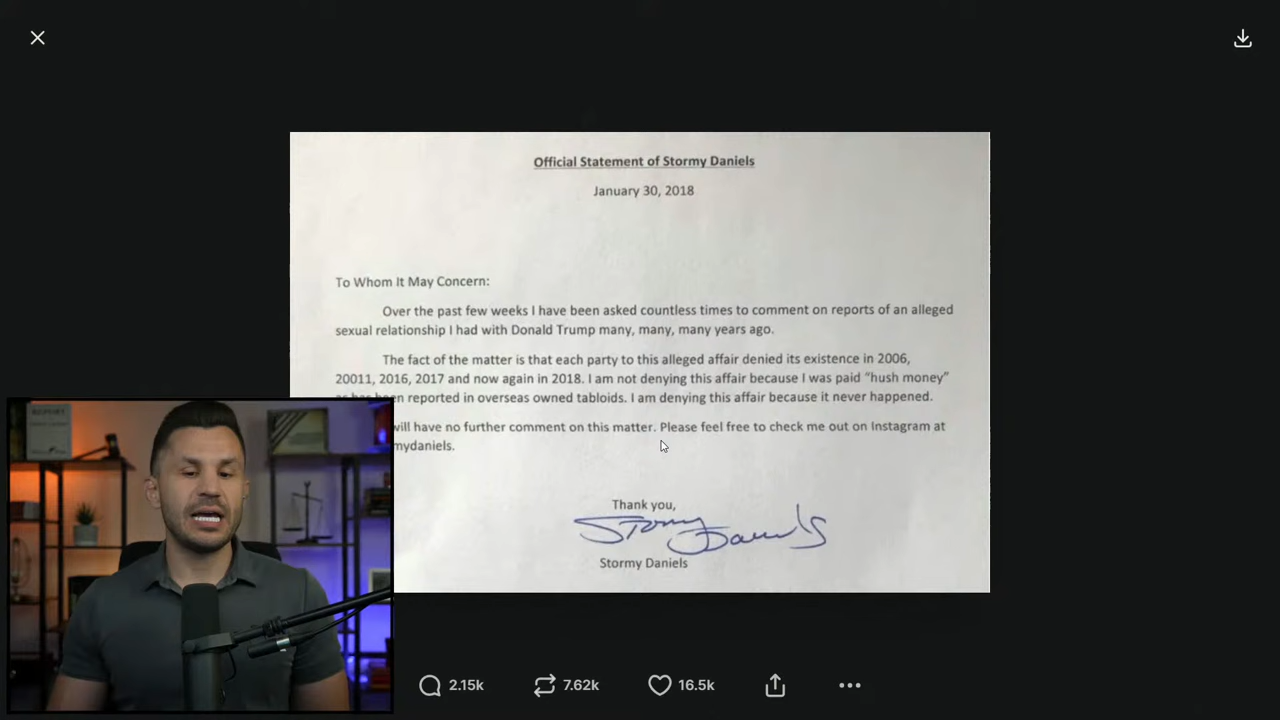 Official Statement of Stormy Daniels
January 30, 2018
To Whom It May Concern:
Over the past few weeks I have been asked countless times to comment on reports of an alleged
sexual relationship I had with Donald Trump many, many, many years ago.
The fact of the matter is that each party to this alleged affair denied its existence in 2006,
20011, 2016, 2017 and now again in 2018. I am not denying this affair because I was paid “hush money”
reported in overseas owned tabloids. I am denying this affair because it never happened.
will have no further comment on this matter. Please feel free to check me out on Instagram at
mydaniels.
Thank you,
Stormy Daniels
Stormy Daniels
2.15k
7.62k
16.5k